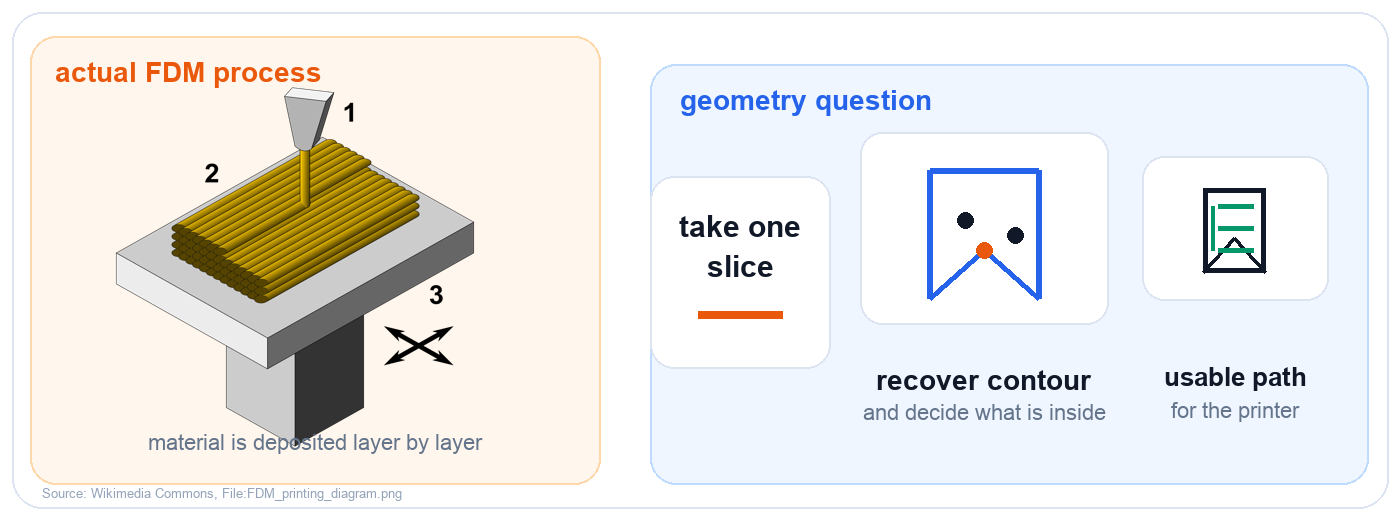 actual FDM process
1
2
3
material is deposited layer by layer
Source: Wikimedia Commons, File:FDM_printing_diagram.png
geometry question
take one
slice
recover contour
and decide what is inside
usable path
for the printer